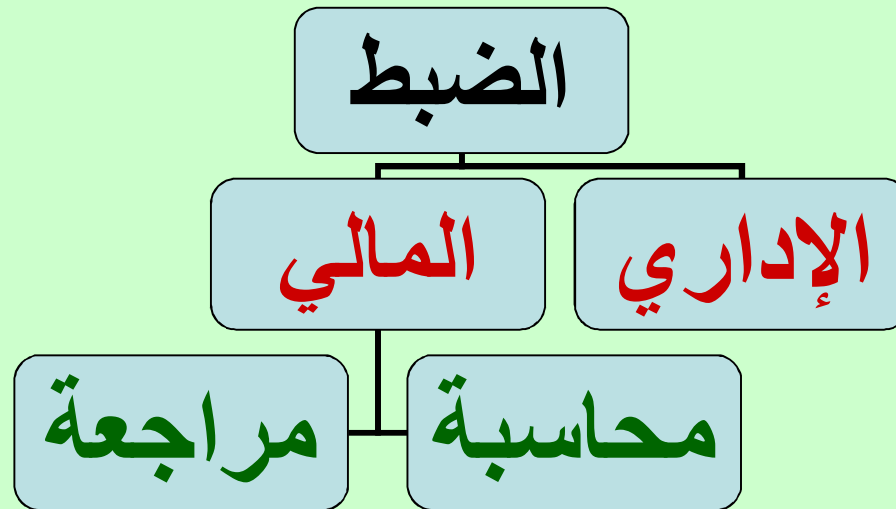 الضبط
الإداري
المالي
محاسبة
مراجعة